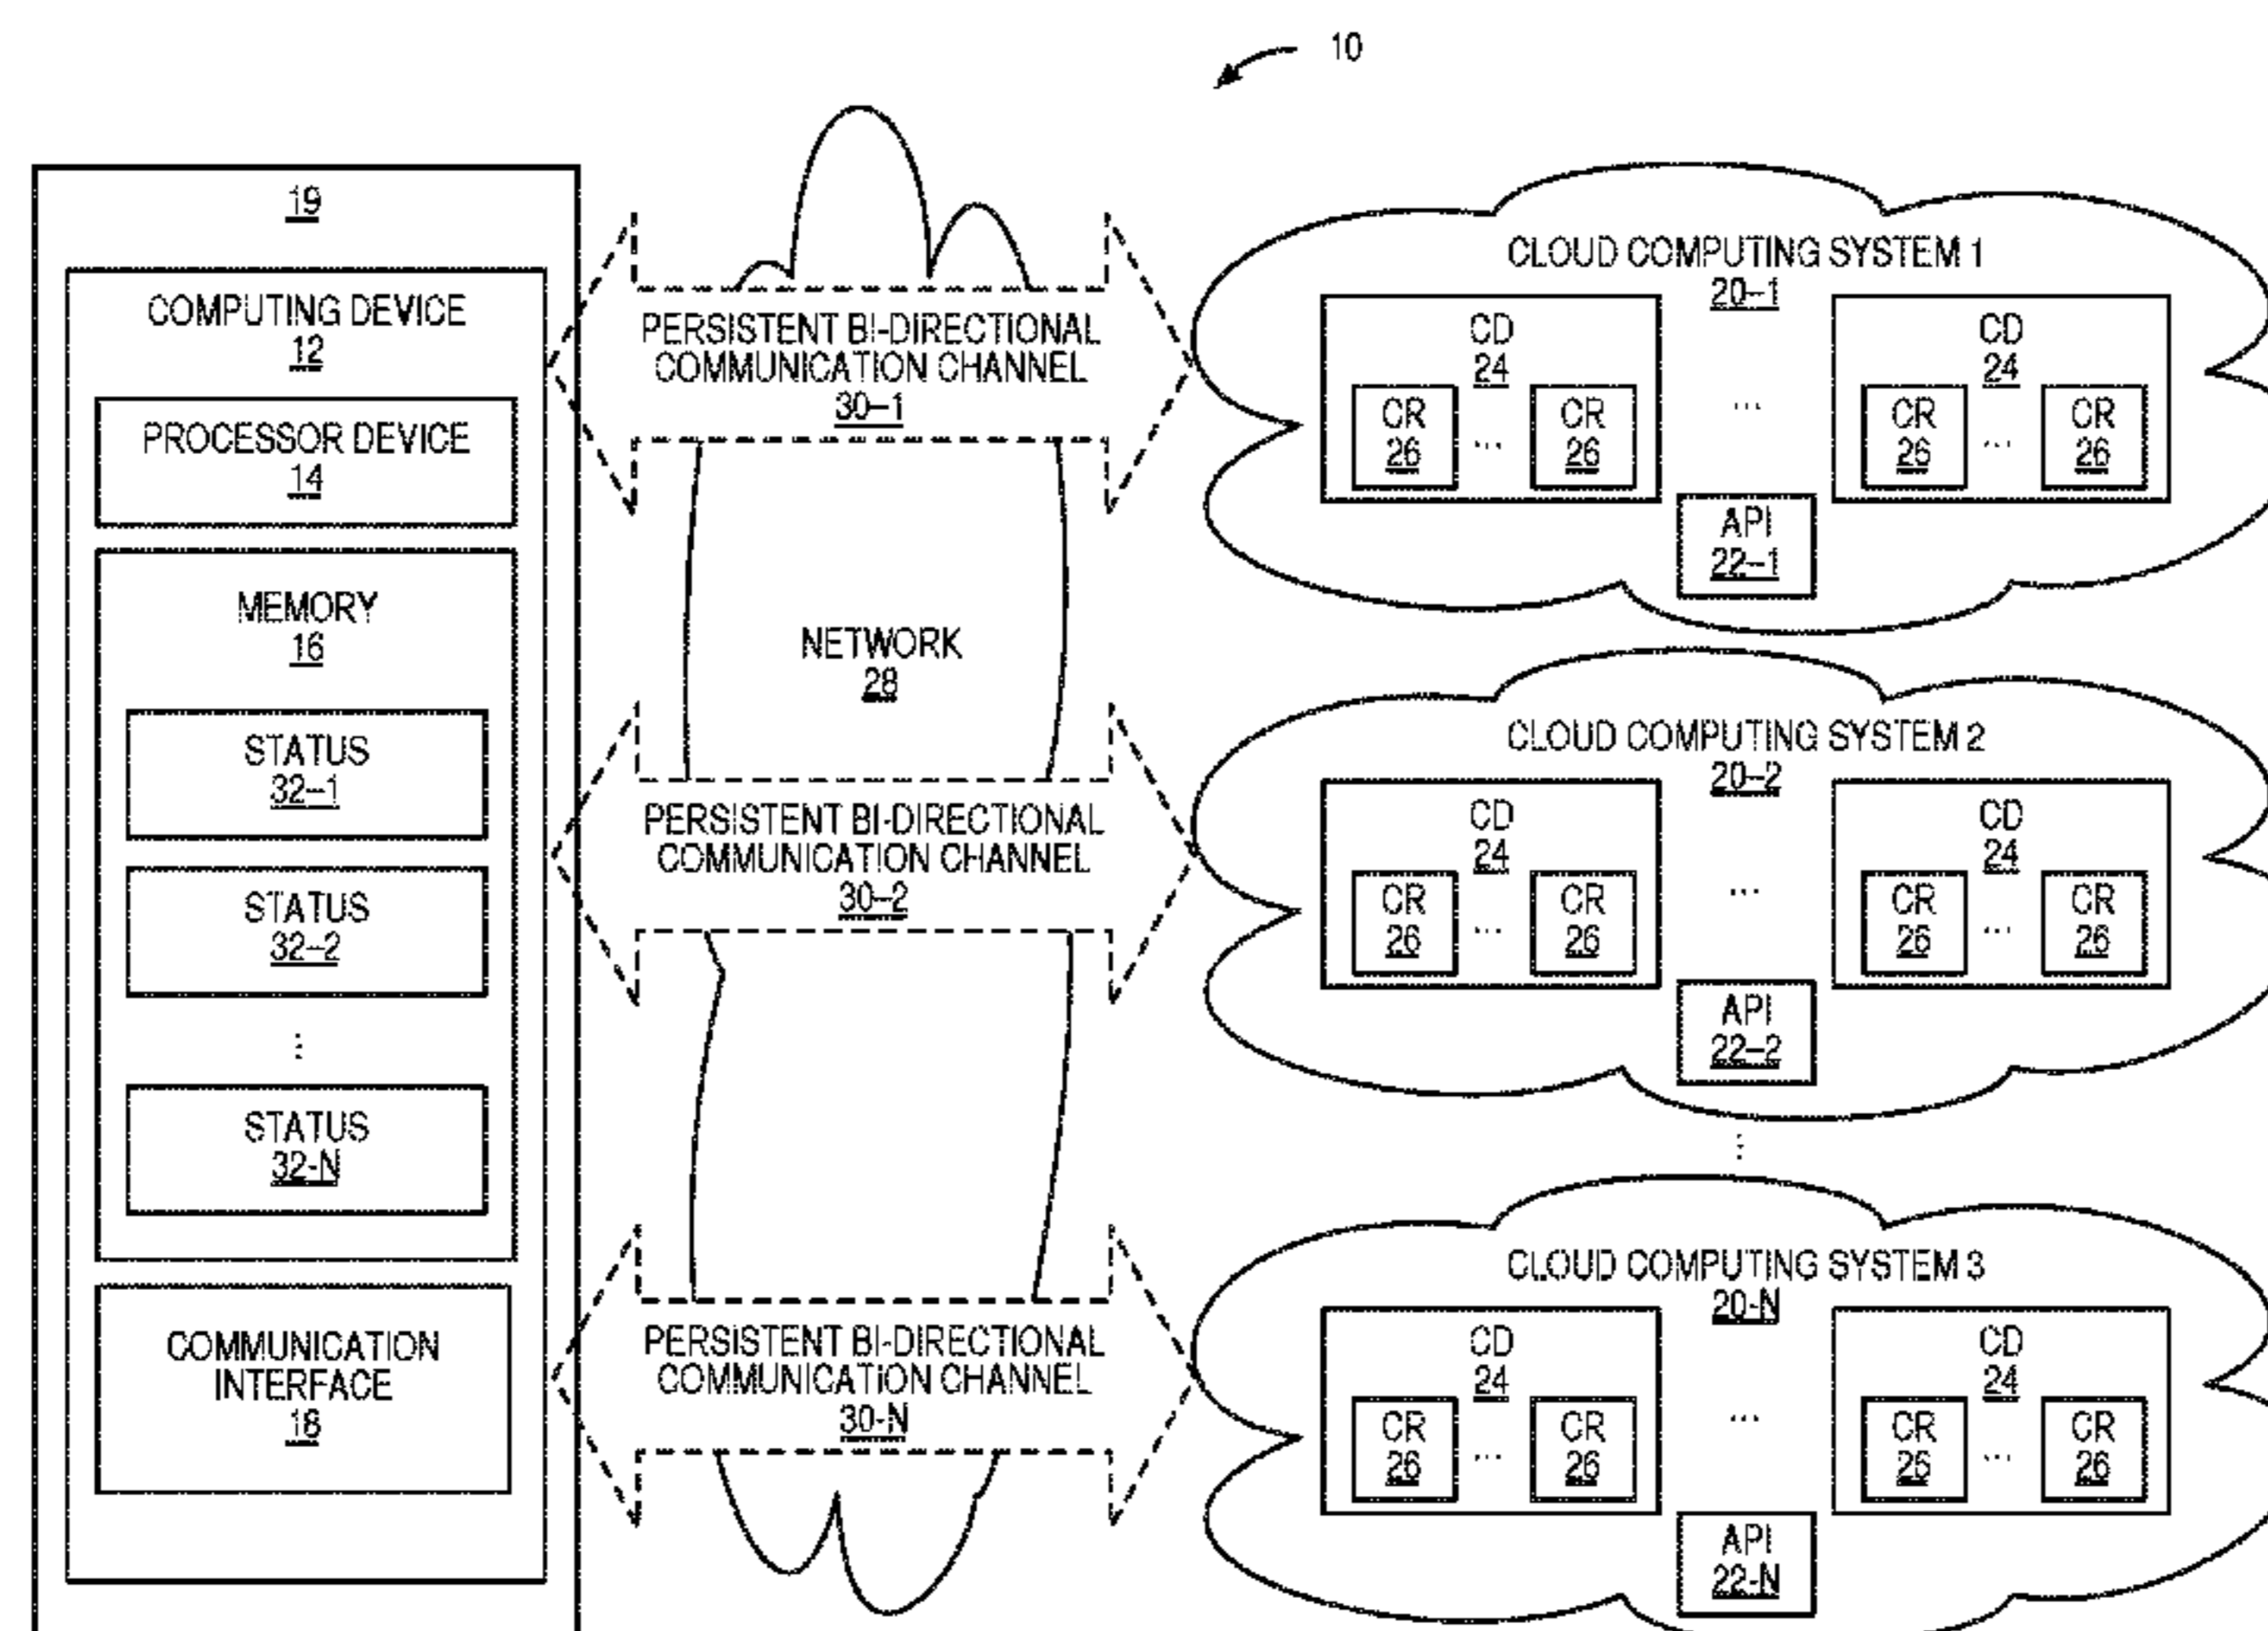 10
19
COMPUTING DEVICE
12
PROCESSOR DEVICE
14
MEMORY
16
STATUS
32-1
STATUS
32-2
⋮
STATUS
32-N
COMMUNICATION
INTERFACE
18
PERSISTENT BI-DIRECTIONAL
COMMUNICATION CHANNEL
30-1
NETWORK
28
PERSISTENT BI-DIRECTIONAL
COMMUNICATION CHANNEL
30-2
PERSISTENT BI-DIRECTIONAL
COMMUNICATION CHANNEL
30-N
CLOUD COMPUTING SYSTEM 1
20-1
CD
24
CR
26
...
CR
26
...
CD
24
CR
26
...
CR
26
API
22-1
CLOUD COMPUTING SYSTEM 2
20-2
CD
24
CR
26
...
CR
26
...
CD
24
CR
26
...
CR
26
API
22-2
⋮
CLOUD COMPUTING SYSTEM 3
20-N
CD
24
CR
26
...
CR
26
...
CD
24
CR
26
...
CR
26
API
22-N